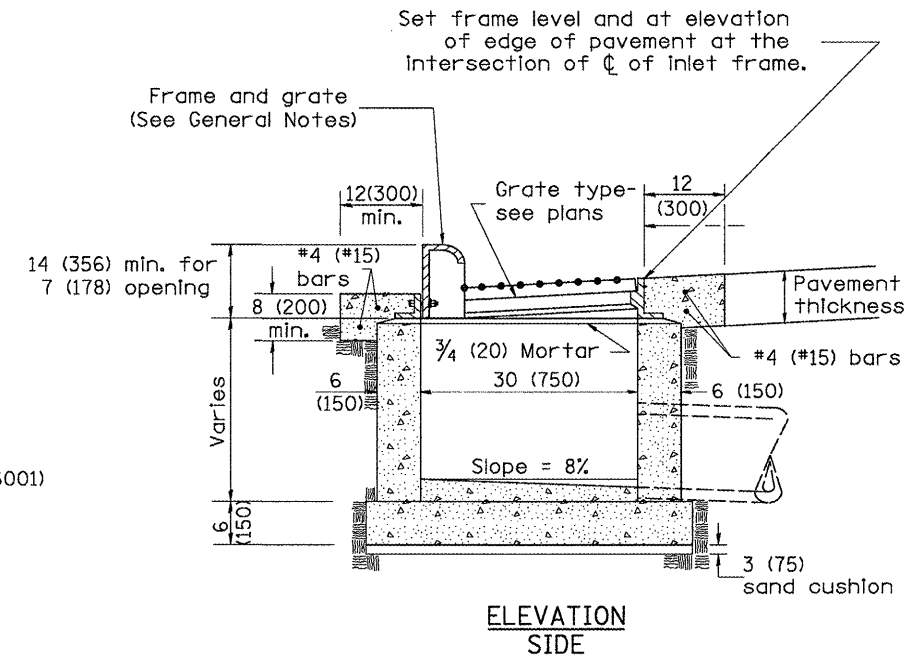 Set frame level and at elevation
of edge of pavement at the
intersection of ℄ of inlet frame.
Frame and grate
(See General Notes)
12(300)
min.
Grate type-
see plans
12
(300)
14 (356) min. for
7 (178) opening
#4 (#15)
bars
8 (200)
min.
Pavement
thickness
3/4 (20) Mortar
#4 (#15) bars
6
(150)
30 (750)
6 (150)
Varies
Slope = 8%
5001)
6
(150)
3 (75)
sand cushion
ELEVATION
SIDE